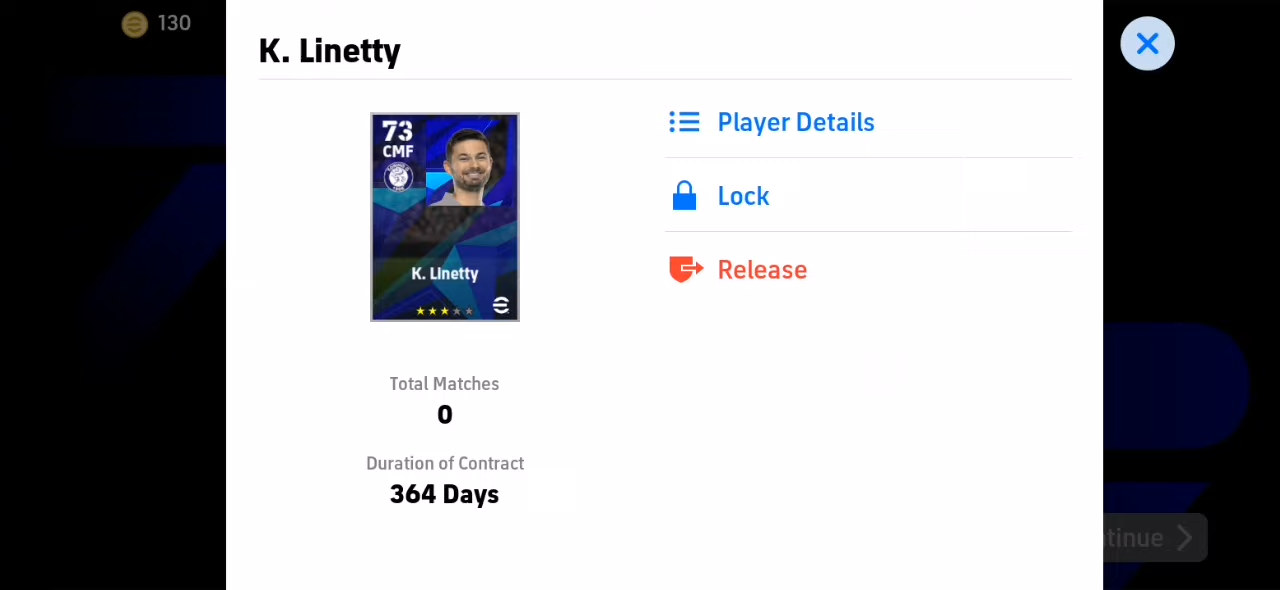 130
K. Linetty
73
CMF
K. Linetty
Player Details
Lock
Release
Total Matches
0
Duration of Contract
364 Days
tinue